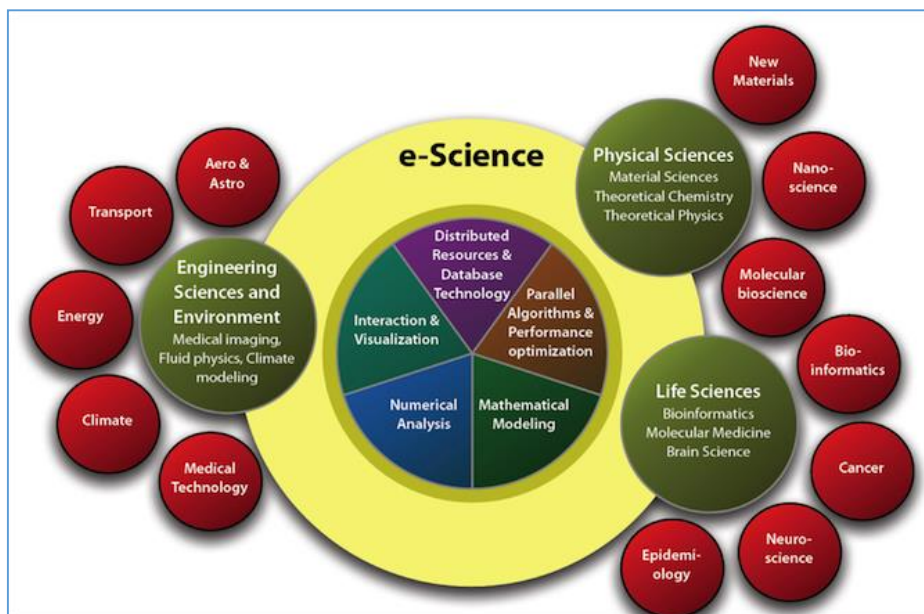 e-Science
Distributed
Resources &
Database
Technology
Parallel
Algorithms &
Performance
optimization
Mathematical
Modeling
Numerical
Analysis
Interaction &
Visualization
Engineering
Sciences and
Environment
Medical imaging,
Fluid physics, Climate
modeling
Aero &
Astro
Transport
Energy
Climate
Medical
Technology
Physical Sciences
Material Sciences
Theoretical Chemistry
Theoretical Physics
New
Materials
Nano-
science
Molecular
bioscience
Life Sciences
Bioinformatics
Molecular Medicine
Brain Science
Bio-
informatics
Cancer
Neuro-
science
Epidemi-
ology